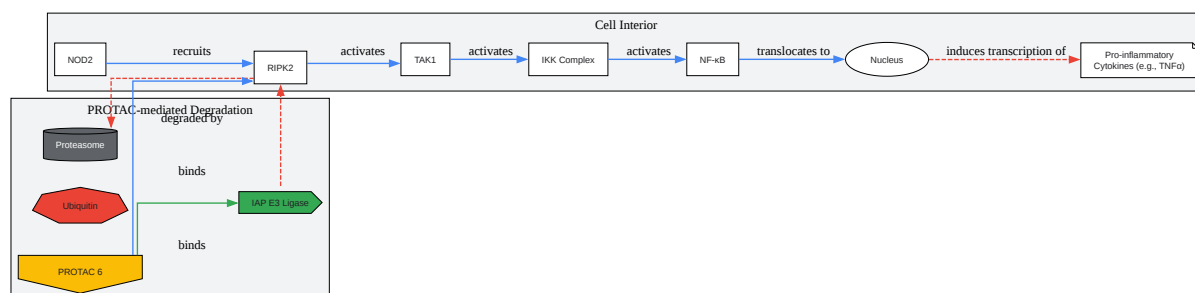 Cell Interior
NOD2
recruits
RIPK2
activates
TAK1
activates
IKK Complex
activates
NF-κB
translocates to
Nucleus
induces transcription of
Pro-inflammatory
Cytokines (e.g., TNFα)
PROTAC-mediated Degradation
degraded by
Proteasome
binds
Ubiquitin
IAP E3 Ligase
binds
PROTAC 6